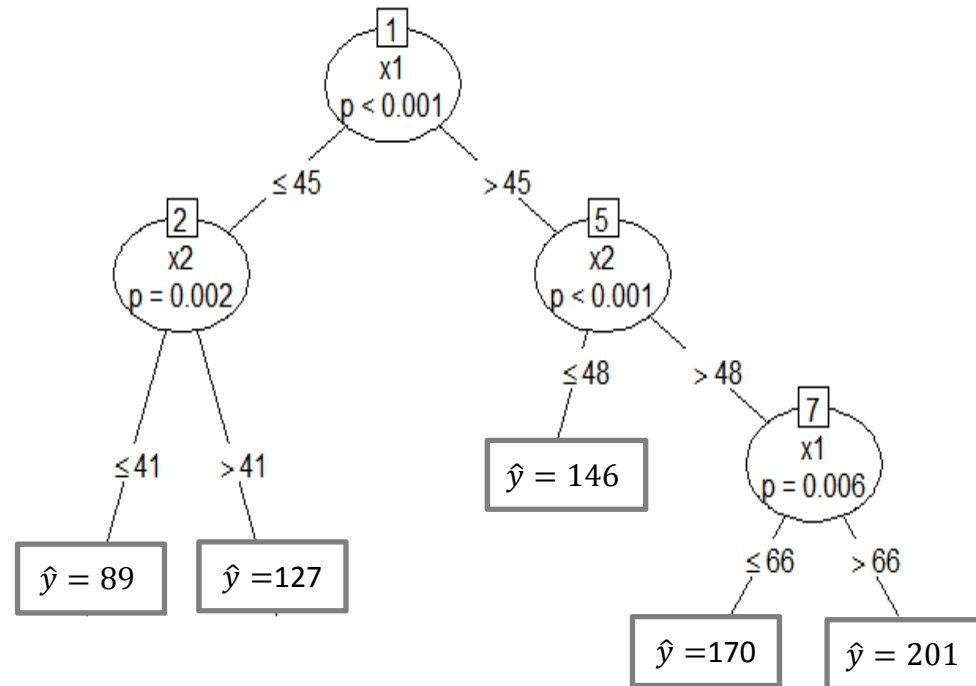 1
x1
p < 0.001
≤ 45
> 45
2
x2
p = 0.002
5
x2
p < 0.001
≤ 48
> 48
≤ 41
> 41
ŷ = 146
7
x1
p = 0.006
ŷ = 89
ŷ =127
≤ 66
> 66
ŷ =170
ŷ = 201